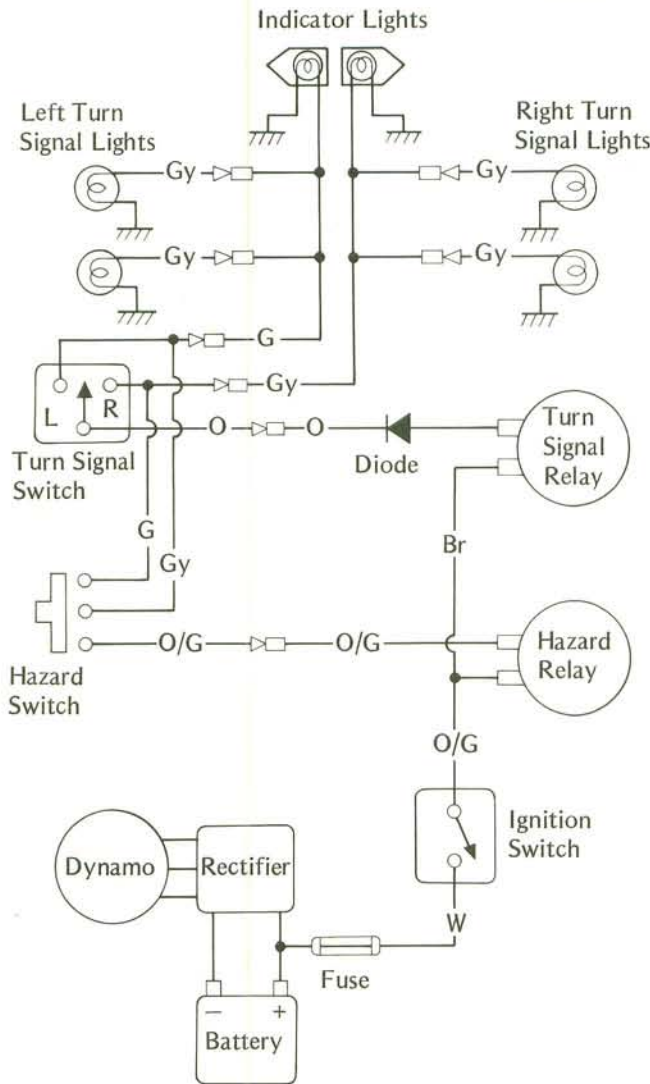 Indicator Lights
Left Turn
Signal Lights
Right Turn
Signal Lights
Gy
Gy
Gy
Gy
G
Gy
L
R
O
O
Diode
Turn
Signal
Relay
Turn Signal
Switch
G
Gy
Br
O/G
O/G
Hazard
Relay
Hazard
Switch
O/G
Ignition
Switch
Dynamo
Rectifier
W
Fuse
−
+
Battery